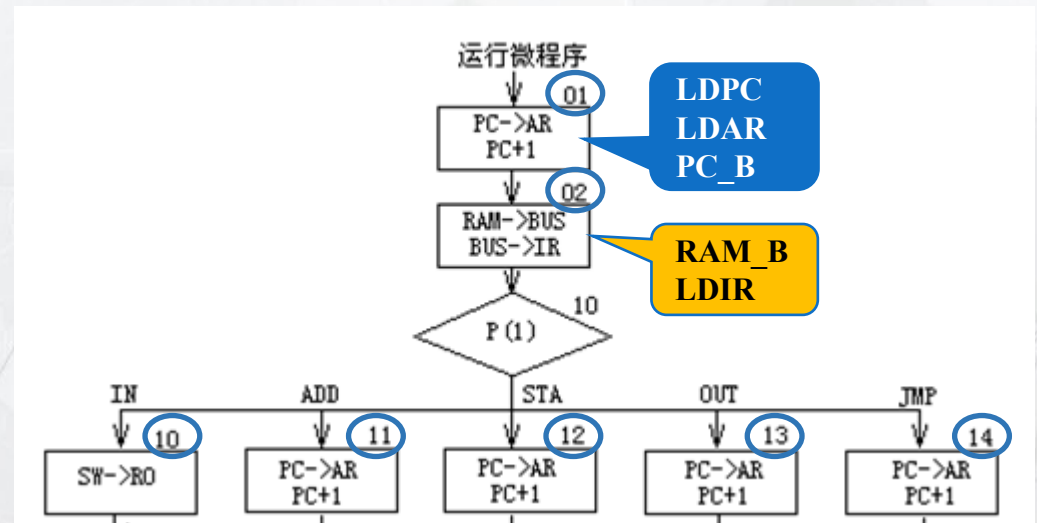 运行微程序
01
PC->AR
PC+1
LDPC
LDAR
PC_B
02
RAM->BUS
BUS->IR
RAM_B
LDIR
10
P(1)
IN
ADD
STA
OUT
JMP
10
11
12
13
14
SW->RO
PC->AR
PC+1
PC->AR
PC+1
PC->AR
PC+1
PC->AR
PC+1